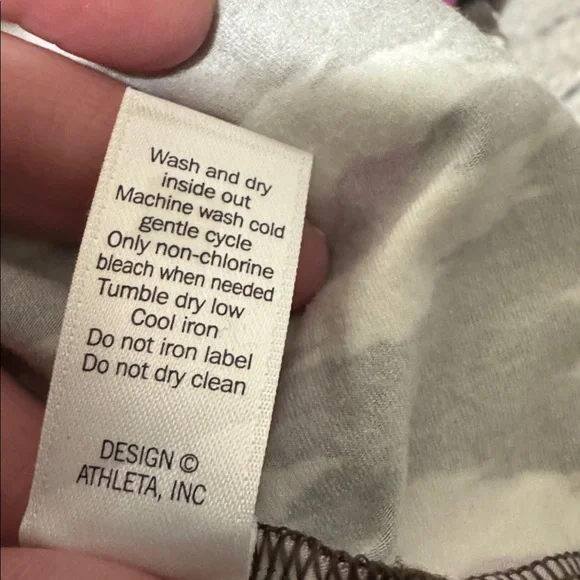 Wash and dry
inside out
Machine wash cold
gentle cycle
Only non-chlorine
bleach when needed
Tumble dry low
Cool iron
Do not iron label
Do not dry clean
DESIGN ©
ATHLETA, INC